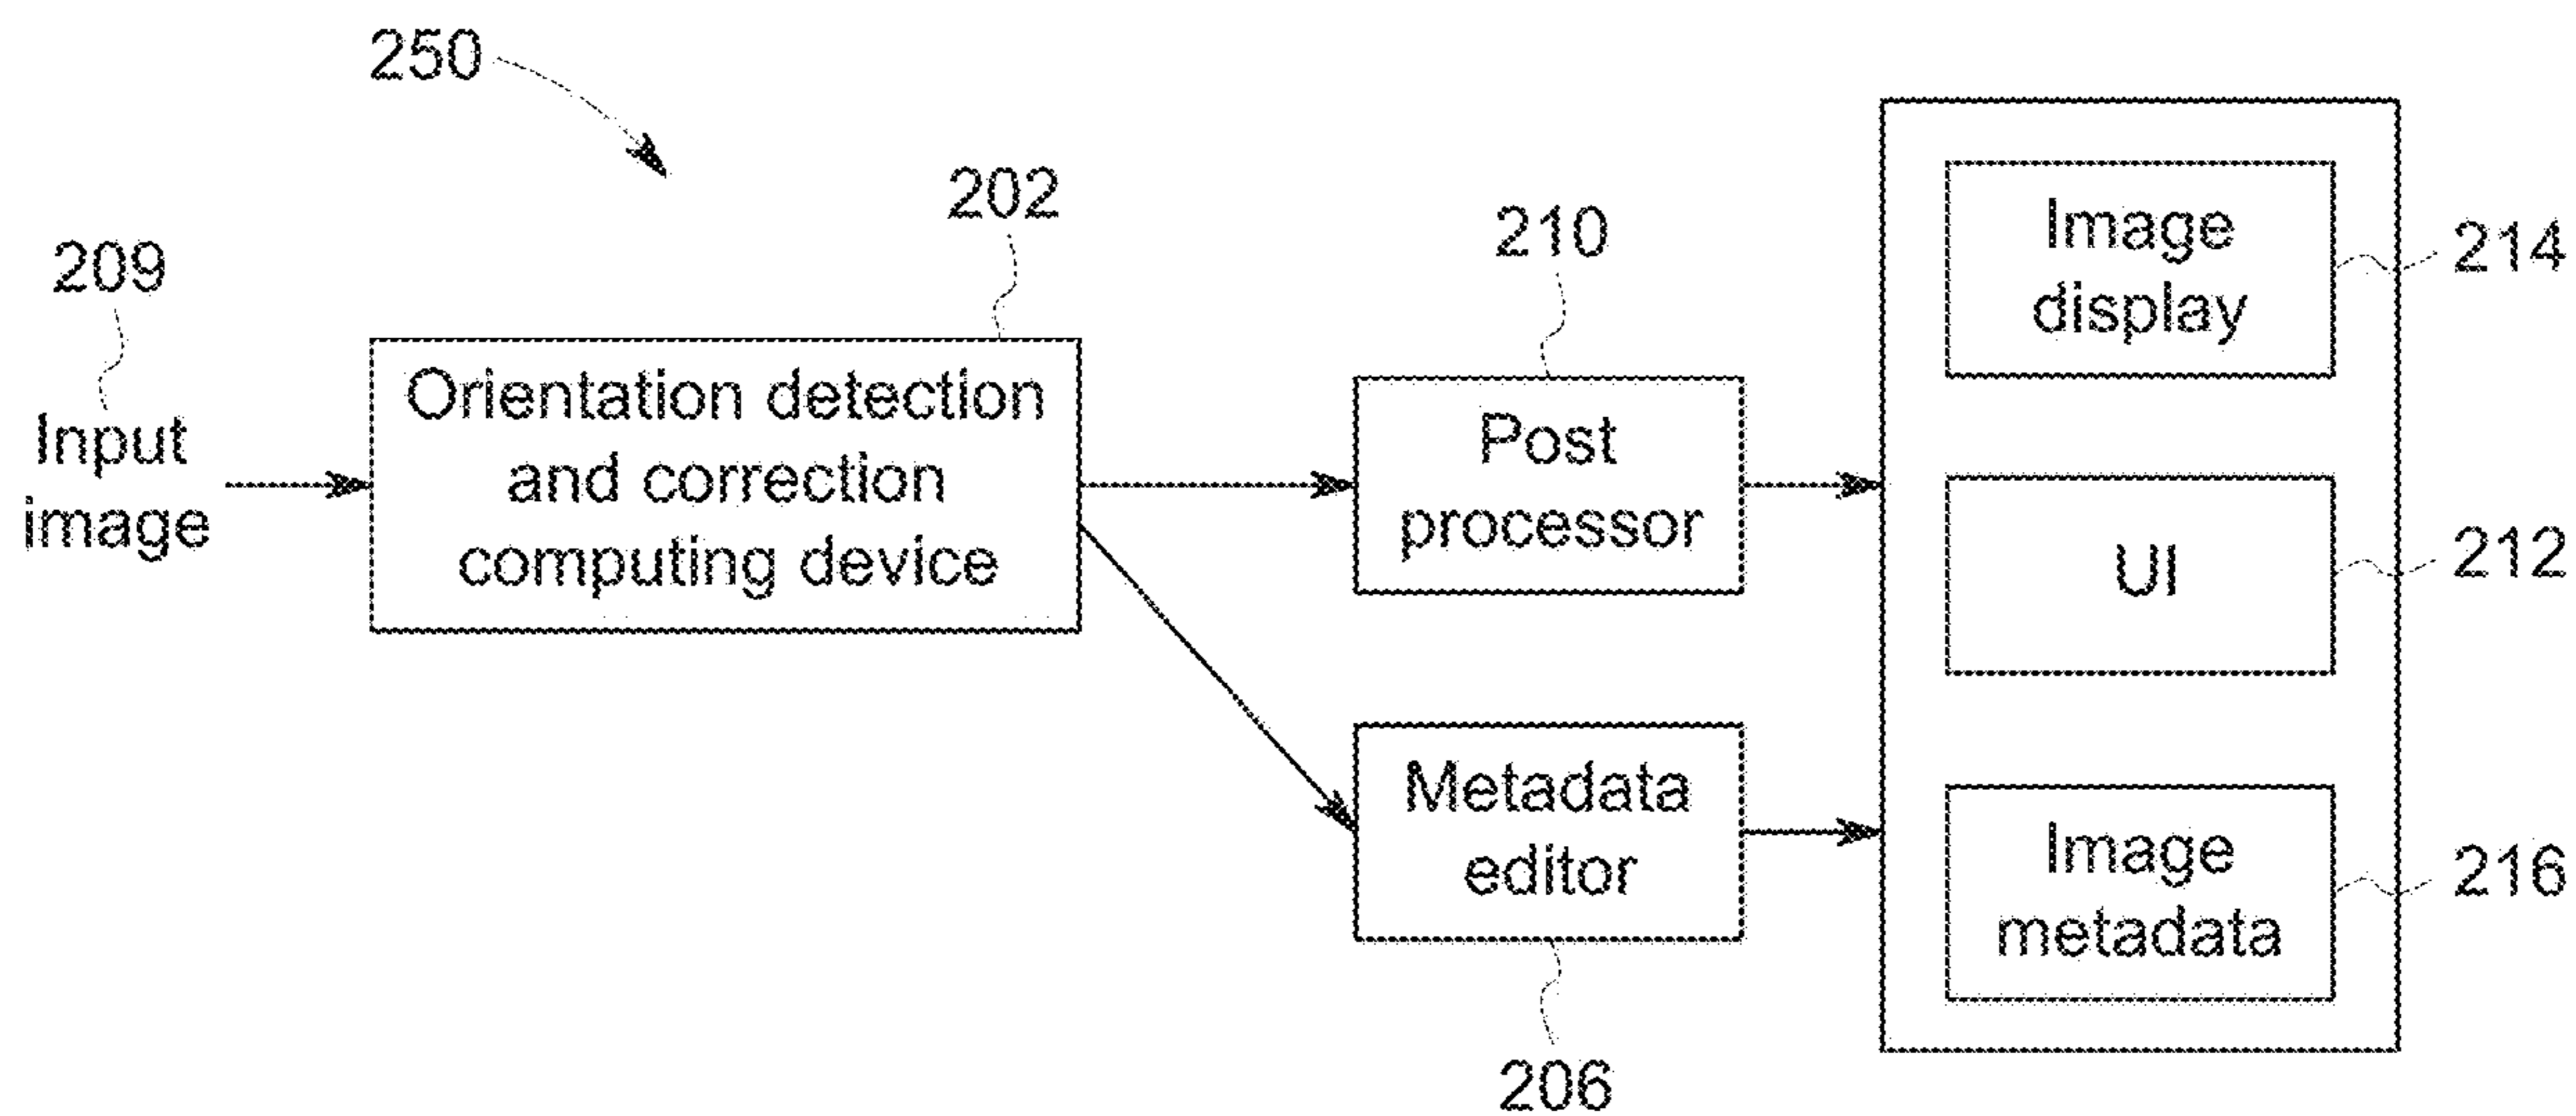 250
202
210
209
Input
image
Orientation detection
and correction
computing device
Post
processor
Metadata
editor
206
Image
display
214
UI
212
Image
metadata
216